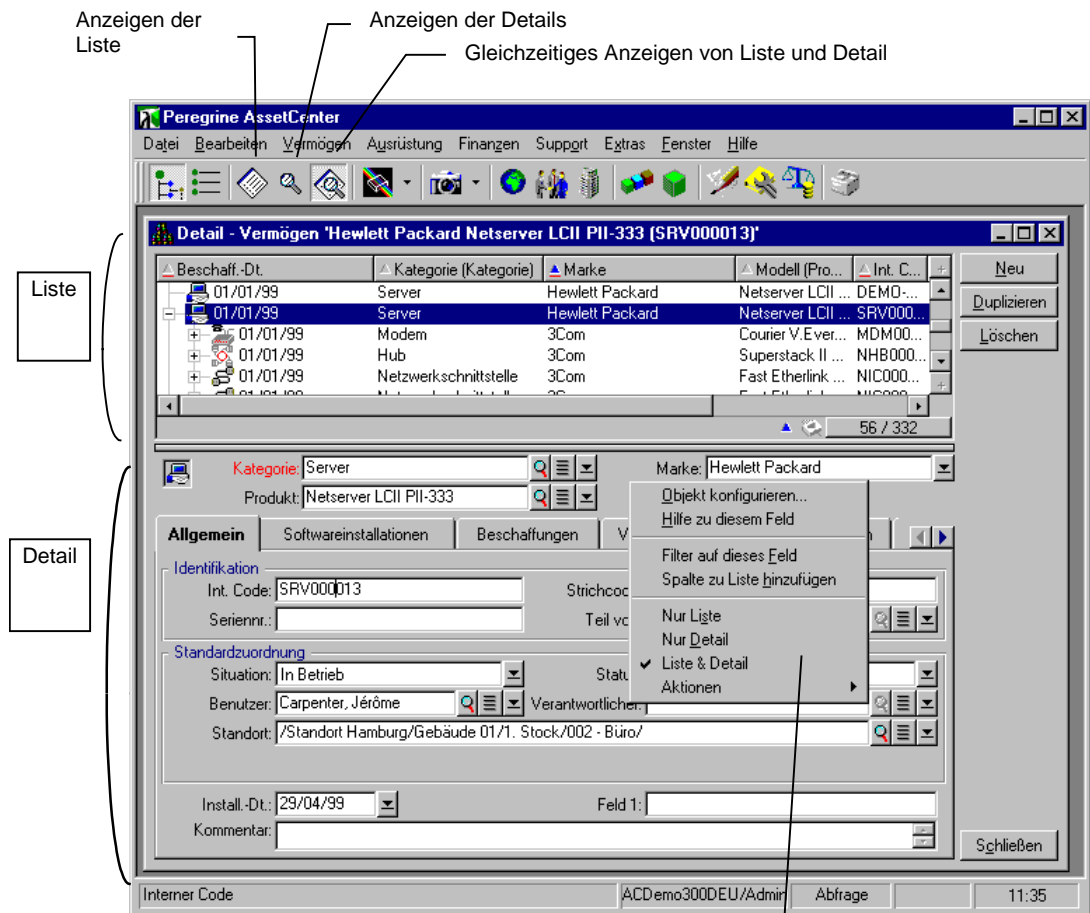 Anzeigen der
Liste
Anzeigen der Details
Gleichzeitiges Anzeigen von Liste und Detail
Peregrine AssetCenter
Datei Bearbeiten Vermögen Ausrüstung Finanzen Support Extras Fenster Hilfe
Detail - Vermögen 'Hewlett Packard Netserver LCII PII-333 (SRV000013)'
Liste
Beschaff.-Dt. Kategorie (Kategorie) Marke Modell (Pro... Int. C...
01/01/99 Server Hewlett Packard Netserver LCII ... DEMO-...
01/01/99 Server Hewlett Packard Netserver LCII ... SRV000...
01/01/99 Modem 3Com Courier V.Ever... MDM00...
01/01/99 Hub 3Com Superstack II ... NHB000...
01/01/99 Netzwerkschnittstelle 3Com Fast Etherlink ... NIC000...
56 / 332
Neu
Duplizieren
Löschen
Detail
Kategorie: Server Marke: Hewlett Packard
Produkt: Netserver LCII PII-333
Allgemein Softwareinstallationen Beschaffungen V
Identifikation
Int. Code: SRV000013 Strichcod
Seriennr.: Teil vo
Standardzuordnung
Situation: In Betrieb Statu
Benutzer: Carpenter, Jérôme Verantwortlicher:
Standort: /Standort Hamburg/Gebäude 01/1. Stock/002 - Büro/
Objekt konfigurieren...
Hilfe zu diesem Feld
Filter auf dieses Feld
Spalte zu Liste hinzufügen
Nur Liste
Nur Detail
Liste & Detail
Aktionen
Install.-Dt.: 29/04/99 Feld 1:
Kommentar:
Schließen
Interner Code ACDemo300DEU/Admin Abfrage 11:35